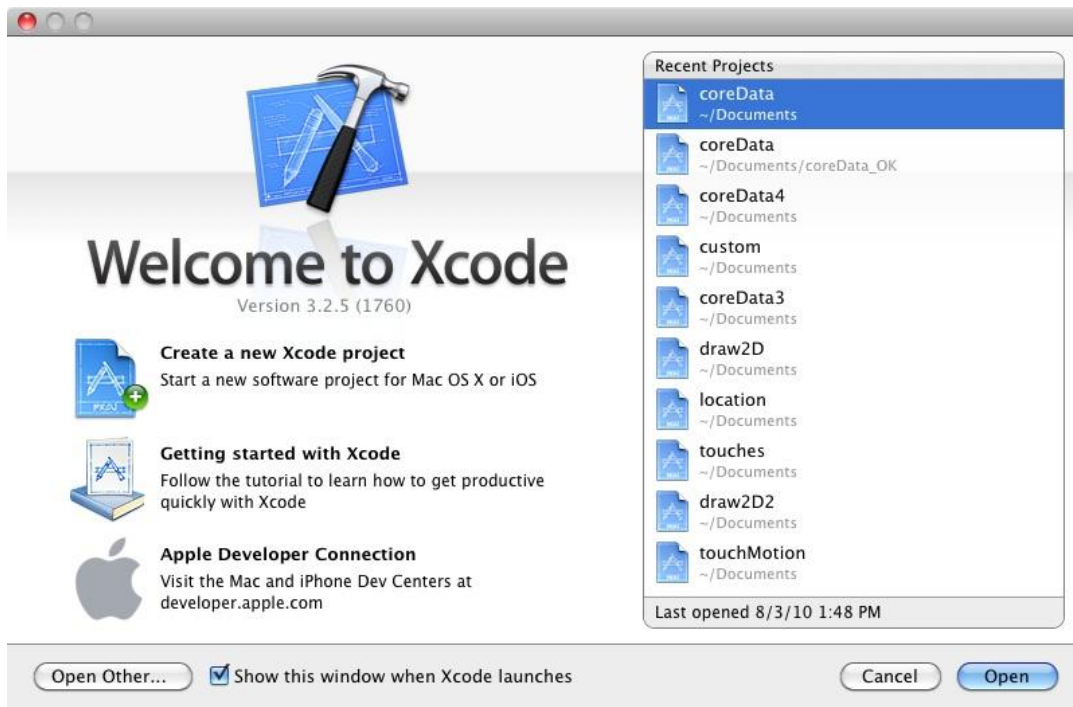 Welcome to Xcode
Version 3.2.5 (1760)
Create a new Xcode project
Start a new software project for Mac OS X or iOS
Getting started with Xcode
Follow the tutorial to learn how to get productive
quickly with Xcode
Apple Developer Connection
Visit the Mac and iPhone Dev Centers at
developer.apple.com
Recent Projects
coreData
~/Documents
coreData
~/Documents/coreData_OK
coreData4
~/Documents
custom
~/Documents
coreData3
~/Documents
draw2D
~/Documents
location
~/Documents
touches
~/Documents
draw2D2
~/Documents
touchMotion
~/Documents
Last opened 8/3/10 1:48 PM
Open Other...
Show this window when Xcode launches
Cancel
Open